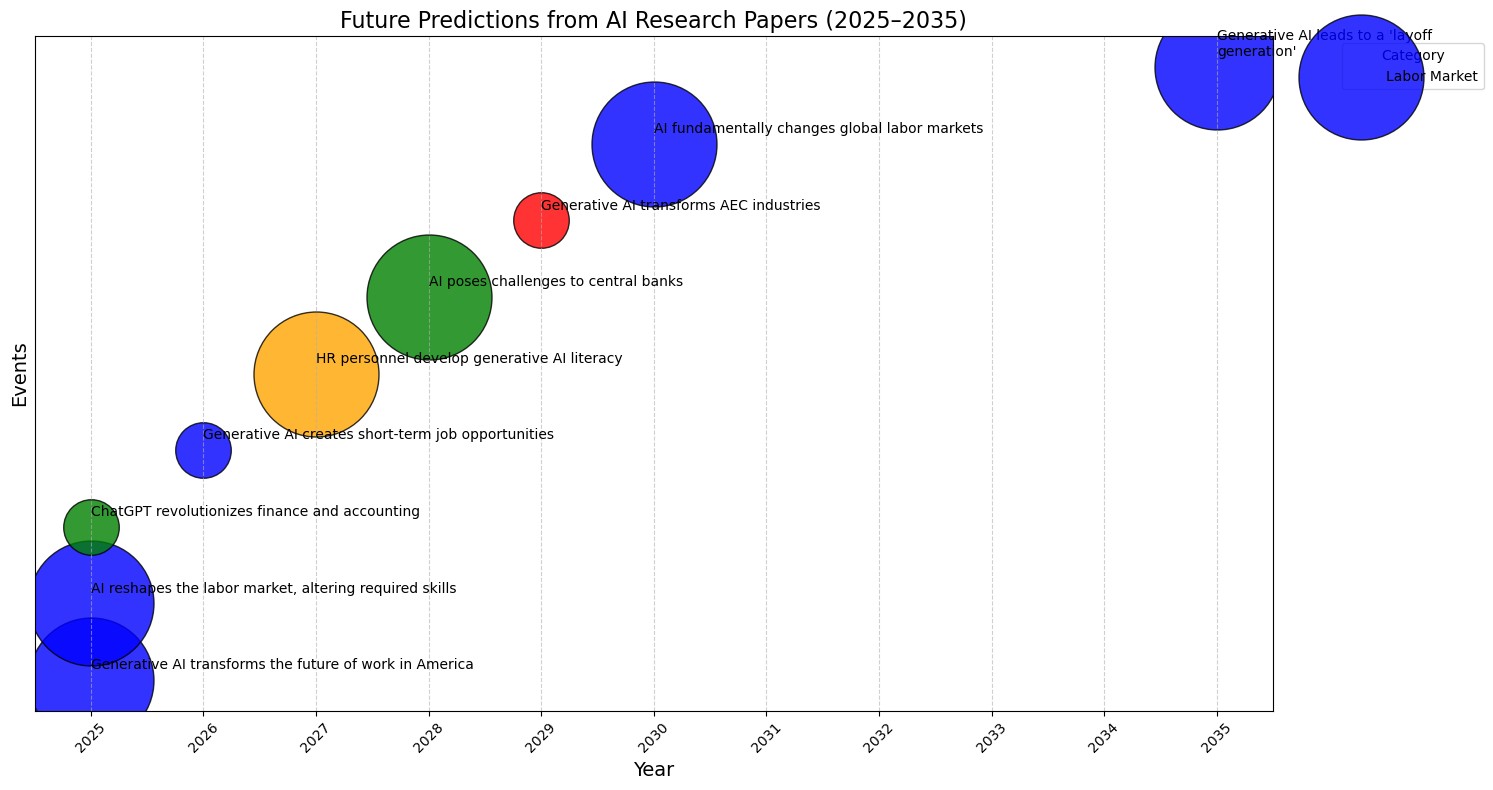 Future Predictions from AI Research Papers (2025–2035)
Generative AI leads to a 'layoff
generation'
Category
Labor Market
AI fundamentally changes global labor markets
Generative AI transforms AEC industries
AI poses challenges to central banks
HR personnel develop generative AI literacy
Generative AI creates short-term job opportunities
ChatGPT revolutionizes finance and accounting
AI reshapes the labor market, altering required skills
Generative AI transforms the future of work in America
Events
2025
2026
2027
2028
2029
2030
2031
2032
2033
2034
2035
Year